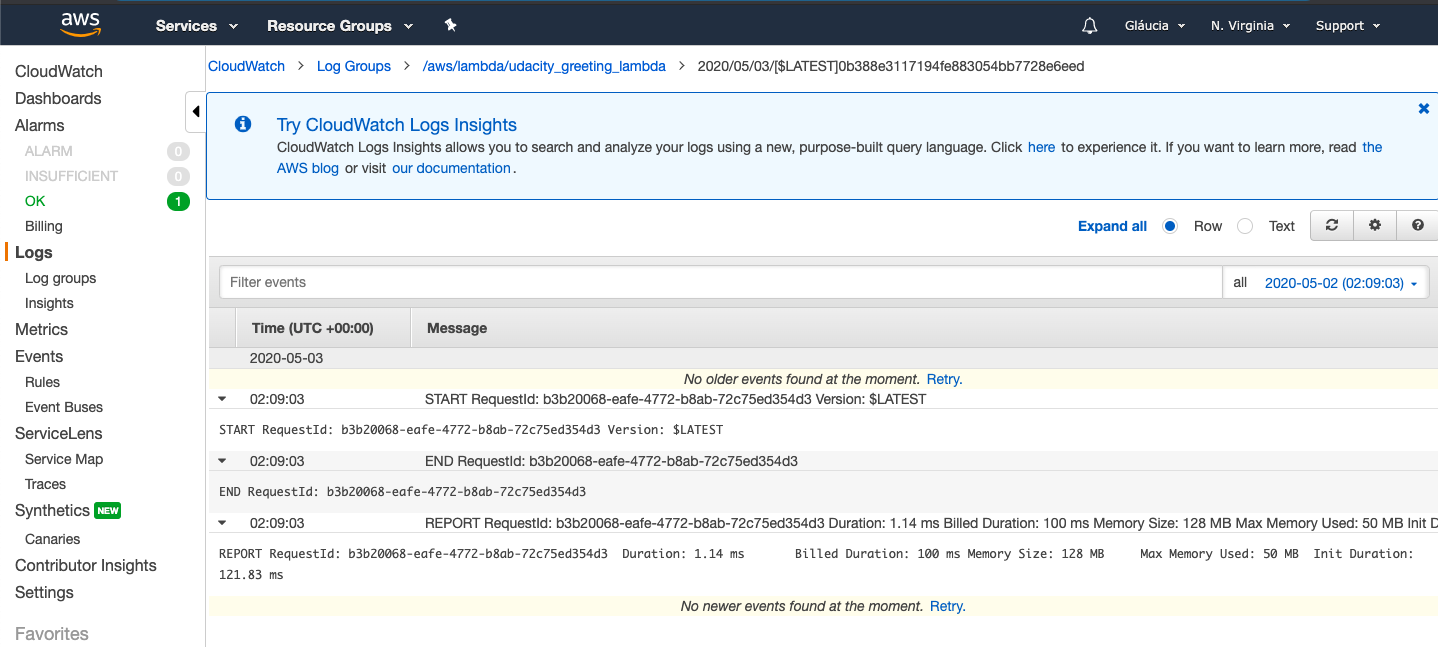 aws Services Resource Groups Gláucia N. Virginia Support
CloudWatch > Log Groups > /aws/lambda/udacity_greeting_lambda > 2020/05/03/[$LATEST]0b388e3117194fe883054bb7728e6eed
CloudWatch
Dashboards
Alarms
ALARM 0
INSUFFICIENT 0
OK 1
Billing
Logs
Log groups
Insights
Metrics
Events
Rules
Event Buses
ServiceLens
Service Map
Traces
Synthetics NEW
Canaries
Contributor Insights
Settings
Favorites
Try CloudWatch Logs Insights
CloudWatch Logs Insights allows you to search and analyze your logs using a new, purpose-built query language. Click here to experience it. If you want to learn more, read the
AWS blog or visit our documentation.
Expand all Row Text
Filter events all 2020-05-02 (02:09:03)
Time (UTC +00:00) Message
2020-05-03
No older events found at the moment. Retry.
02:09:03 START RequestId: b3b20068-eafe-4772-b8ab-72c75ed354d3 Version: $LATEST
START RequestId: b3b20068-eafe-4772-b8ab-72c75ed354d3 Version: $LATEST
02:09:03 END RequestId: b3b20068-eafe-4772-b8ab-72c75ed354d3
END RequestId: b3b20068-eafe-4772-b8ab-72c75ed354d3
02:09:03 REPORT RequestId: b3b20068-eafe-4772-b8ab-72c75ed354d3 Duration: 1.14 ms Billed Duration: 100 ms Memory Size: 128 MB Max Memory Used: 50 MB Init D
REPORT RequestId: b3b20068-eafe-4772-b8ab-72c75ed354d3 Duration: 1.14 ms Billed Duration: 100 ms Memory Size: 128 MB Max Memory Used: 50 MB Init Duration:
121.83 ms
No newer events found at the moment. Retry.